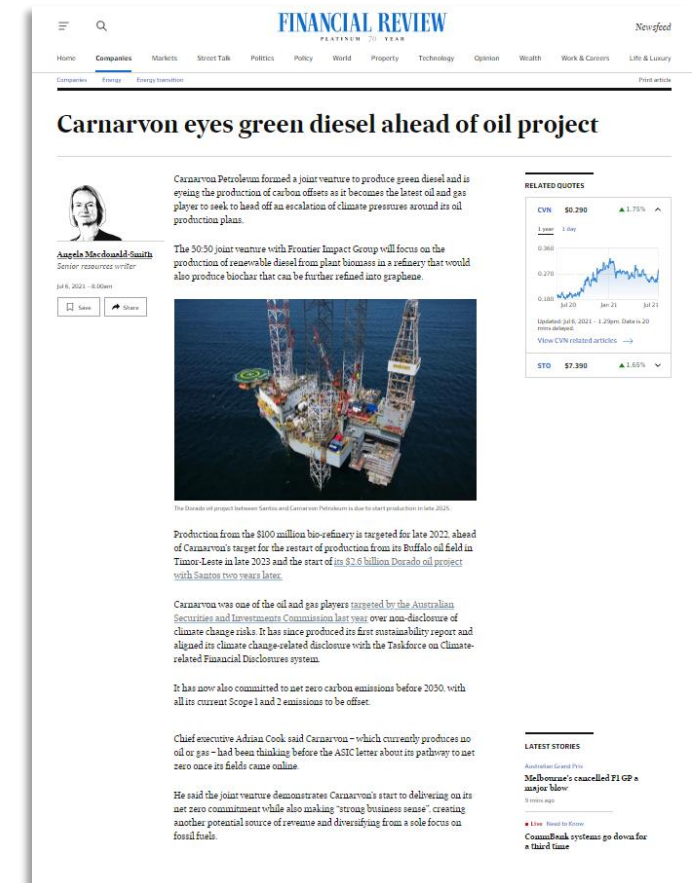 FINANCIAL REVIEW
PLATINUM 70 YEAR
Newsfeed
Home Companies Markets Street Talk Politics Policy World Property Technology Opinion Wealth Work & Careers Life & Luxury
Companies Energy Energy transition
Print article
Carnarvon eyes green diesel ahead of oil project
Angela Macdonald-Smith
Senior resources writer
Jul 6, 2021 – 8.00am
Save
Share
Carnarvon Petroleum formed a joint venture to produce green diesel and is
eyeing the production of carbon offsets as it becomes the latest oil and gas
player to seek to head off an escalation of climate pressures around its oil
production plans.
The 50:50 joint venture with Frontier Impact Group will focus on the
production of renewable diesel from plant biomass in a refinery that would
also produce biochar that can be further refined into graphene.
The Dorado oil project between Santos and Carnarvon Petroleum is due to start production in late 2025.
Production from the $100 million bio-refinery is targeted for late 2022, ahead
of Carnarvon's target for the restart of production from its Buffalo oil field in
Timor-Leste in late 2023 and the start of its $2.6 billion Dorado oil project
with Santos two years later.
Carnarvon was one of the oil and gas players targeted by the Australian
Securities and Investments Commission last year over non-disclosure of
climate change risks. It has since produced its first sustainability report and
aligned its climate change-related disclosure with the Taskforce on Climate-
related Financial Disclosures system.
It has now also committed to net zero carbon emissions before 2050, with
all its current Scope 1 and 2 emissions to be offset.
Chief executive Adrian Cook said Carnarvon – which currently produces no
oil or gas – had been thinking before the ASIC letter about its pathway to net
zero once its fields came online.
He said the joint venture demonstrates Carnarvon's start to delivering on its
net zero commitment while also making "strong business sense", creating
another potential source of revenue and diversifying from a sole focus on
fossil fuels.
RELATED QUOTES
CVN $0.290 ▲1.75%
1 year 1 day
0.360
0.270
0.180
Jul 20 Jan 21 Jul 21
Updated: Jul 6, 2021 – 1.29pm. Data is 20
mins delayed.
View CVN related articles →
STO $7.390 ▲1.65%
LATEST STORIES
Australian Grand Prix
Melbourne's cancelled F1 GP a
major blow
9 mins ago
Live Need to Know
CommBank systems go down for
a third time